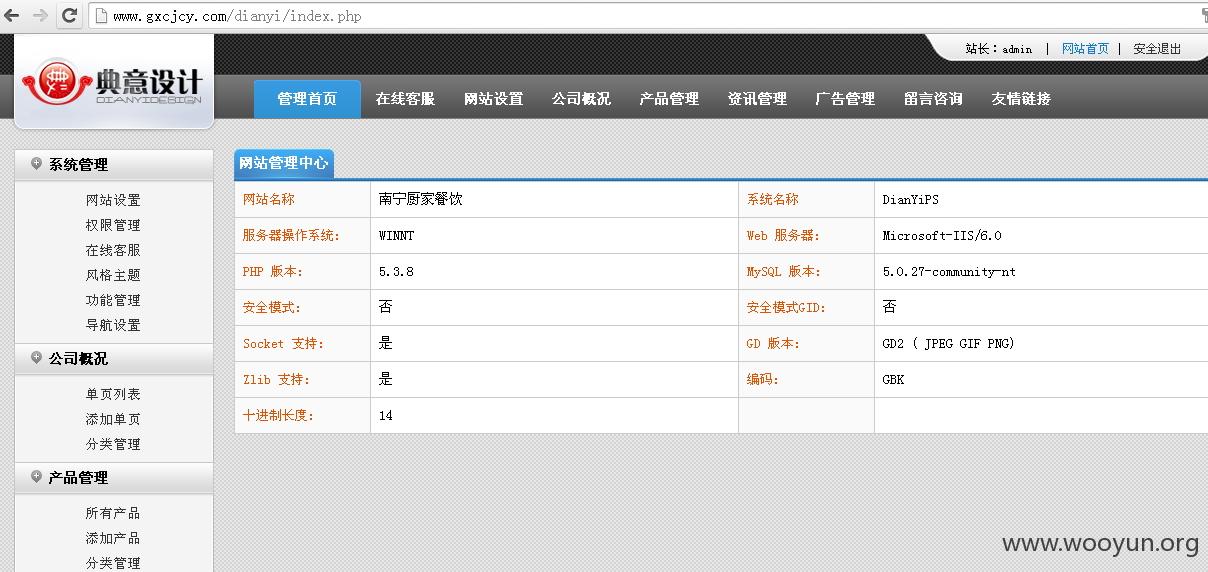 www.gxcjcy.com/dianyi/index.php
站长：admin | 网站首页 | 安全退出
典意设计
DIANYIDESIGN
管理首页 在线客服 网站设置 公司概况 产品管理 资讯管理 广告管理 留言咨询 友情链接
系统管理
网站设置
权限管理
在线客服
风格主题
功能管理
导航设置
公司概况
单页列表
添加单页
分类管理
产品管理
所有产品
添加产品
分类管理
网站管理中心
网站名称 南宁厨家餐饮 系统名称 DianYiPS
服务器操作系统: WINNT Web 服务器: Microsoft-IIS/6.0
PHP 版本: 5.3.8 MySQL 版本: 5.0.27-community-nt
安全模式: 否 安全模式GID: 否
Socket 支持: 是 GD 版本: GD2 ( JPEG GIF PNG)
Zlib 支持: 是 编码: GBK
十进制长度: 14
www.wooyun.org